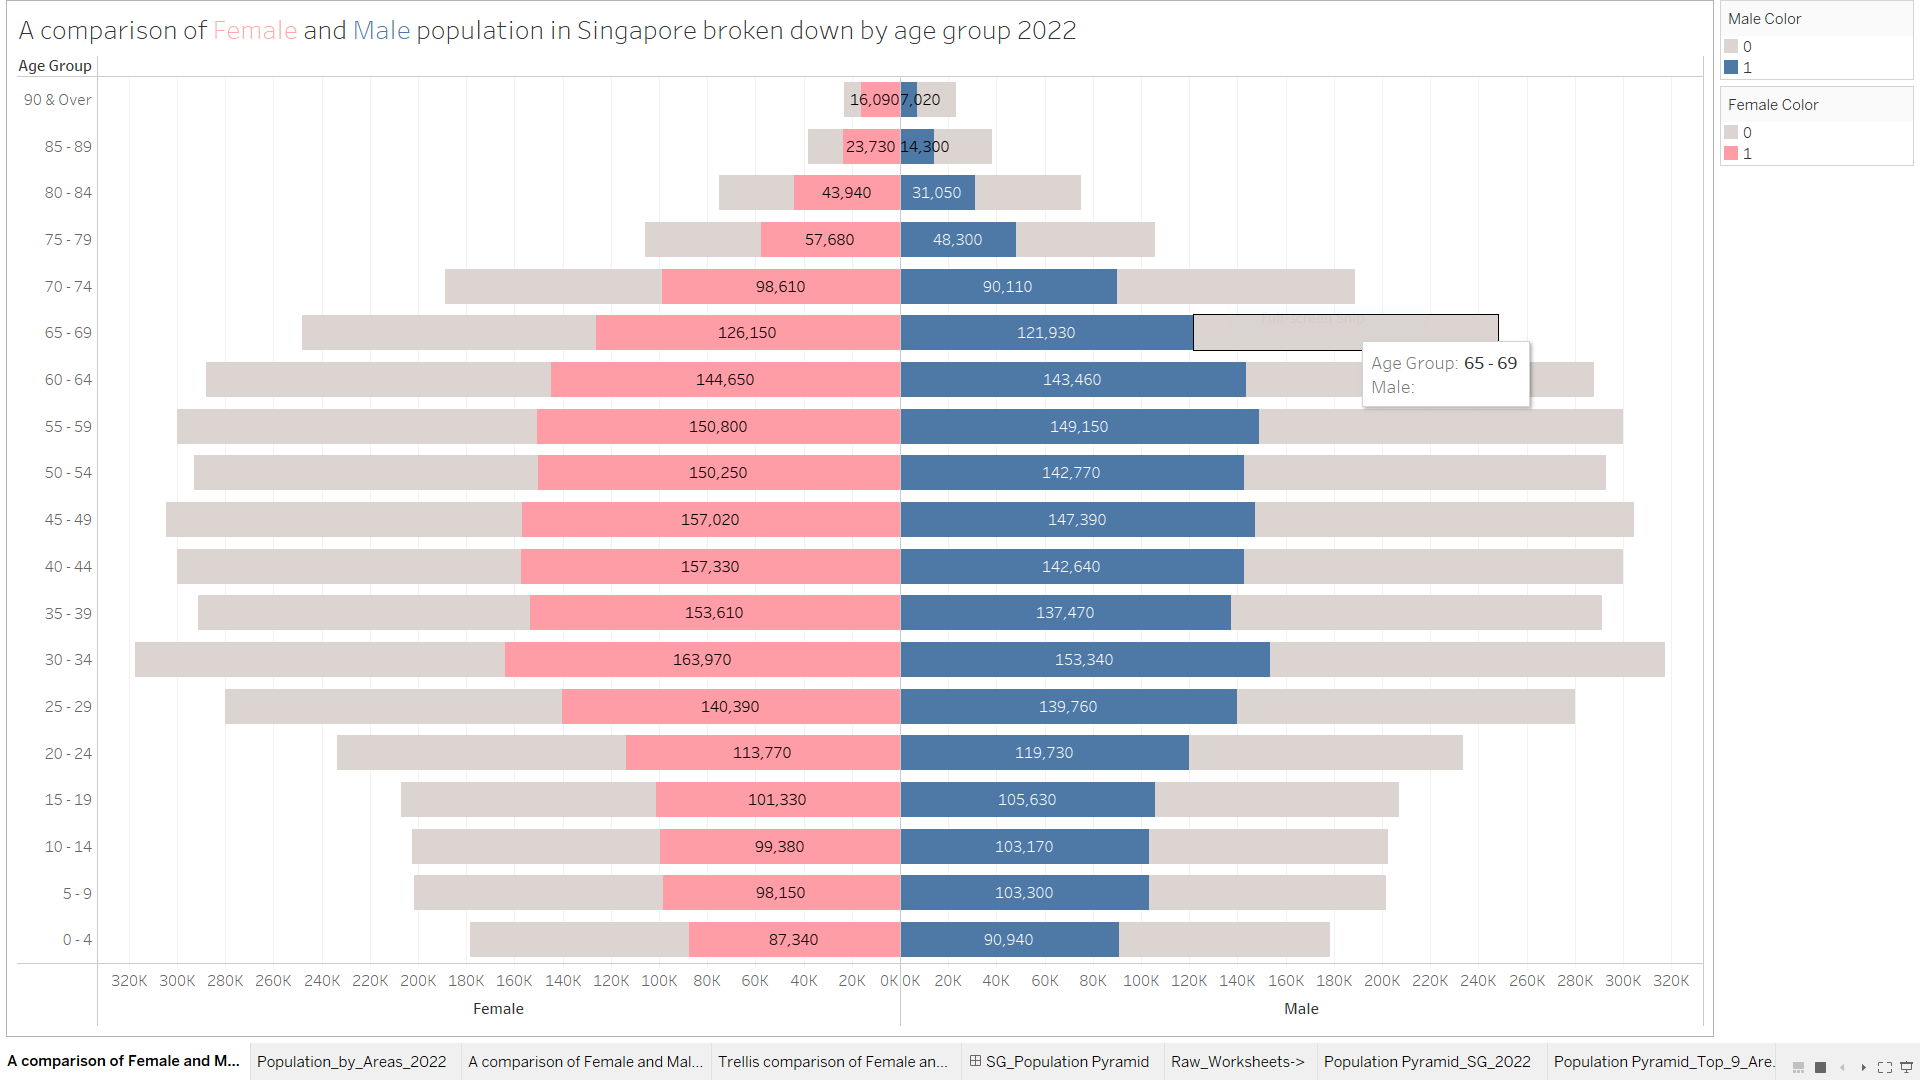 A comparison of Female and Male population in Singapore broken down by age group 2022
Male Color
0
1
Female Color
0
1
Age Group
90 & Over 16,090 7,020
85 - 89 23,730 14,300
80 - 84 43,940 31,050
75 - 79 57,680 48,300
70 - 74 98,610 90,110
65 - 69 126,150 121,930
Age Group: 65 - 69
Male:
60 - 64 144,650 143,460
55 - 59 150,800 149,150
50 - 54 150,250 142,770
45 - 49 157,020 147,390
40 - 44 157,330 142,640
35 - 39 153,610 137,470
30 - 34 163,970 153,340
25 - 29 140,390 139,760
20 - 24 113,770 119,730
15 - 19 101,330 105,630
10 - 14 99,380 103,170
5 - 9 98,150 103,300
0 - 4 87,340 90,940
320K 300K 280K 260K 240K 220K 200K 180K 160K 140K 120K 100K 80K 60K 40K 20K 0K 0K 20K 40K 60K 80K 100K 120K 140K 160K 180K 200K 220K 240K 260K 280K 300K 320K
Female Male
A comparison of Female and M... Population_by_Areas_2022 A comparison of Female and Mal... Trellis comparison of Female an... SG_Population Pyramid Raw_Worksheets-> Population Pyramid_SG_2022 Population Pyramid_Top_9_Are...